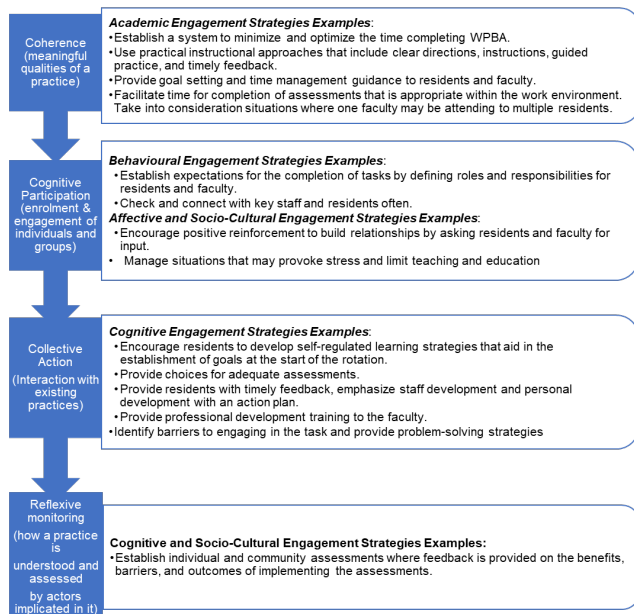 Coherence
(meaningful
qualities of a
practice)
Academic Engagement Strategies Examples:
•Establish a system to minimize and optimize the time completing WPBA.
•Use practical instructional approaches that include clear directions, instructions, guided
practice, and timely feedback.
•Provide goal setting and time management guidance to residents and faculty.
•Facilitate time for completion of assessments that is appropriate within the work environment.
Take into consideration situations where one faculty may be attending to multiple residents.
Cognitive
Participation
(enrolment &
engagement of
individuals and
groups)
Behavioural Engagement Strategies Examples:
•Establish expectations for the completion of tasks by defining roles and responsibilities for
residents and faculty.
•Check and connect with key staff and residents often.
Affective and Socio-Cultural Engagement Strategies Examples:
•Encourage positive reinforcement to build relationships by asking residents and faculty for
input.
• Manage situations that may provoke stress and limit teaching and education
Collective
Action
(Interaction with
existing
practices)
Cognitive Engagement Strategies Examples:
•Encourage residents to develop self-regulated learning strategies that aid in the
establishment of goals at the start of the rotation.
•Provide choices for adequate assessments.
•Provide residents with timely feedback, emphasize staff development and personal
development with an action plan.
•Provide professional development training to the faculty.
•Identify barriers to engaging in the task and provide problem-solving strategies
Reflexive
monitoring
(how a practice
is
understood and
assessed
by actors
implicated in it)
Cognitive and Socio-Cultural Engagement Strategies Examples:
•Establish individual and community assessments where feedback is provided on the benefits,
barriers, and outcomes of implementing the assessments.